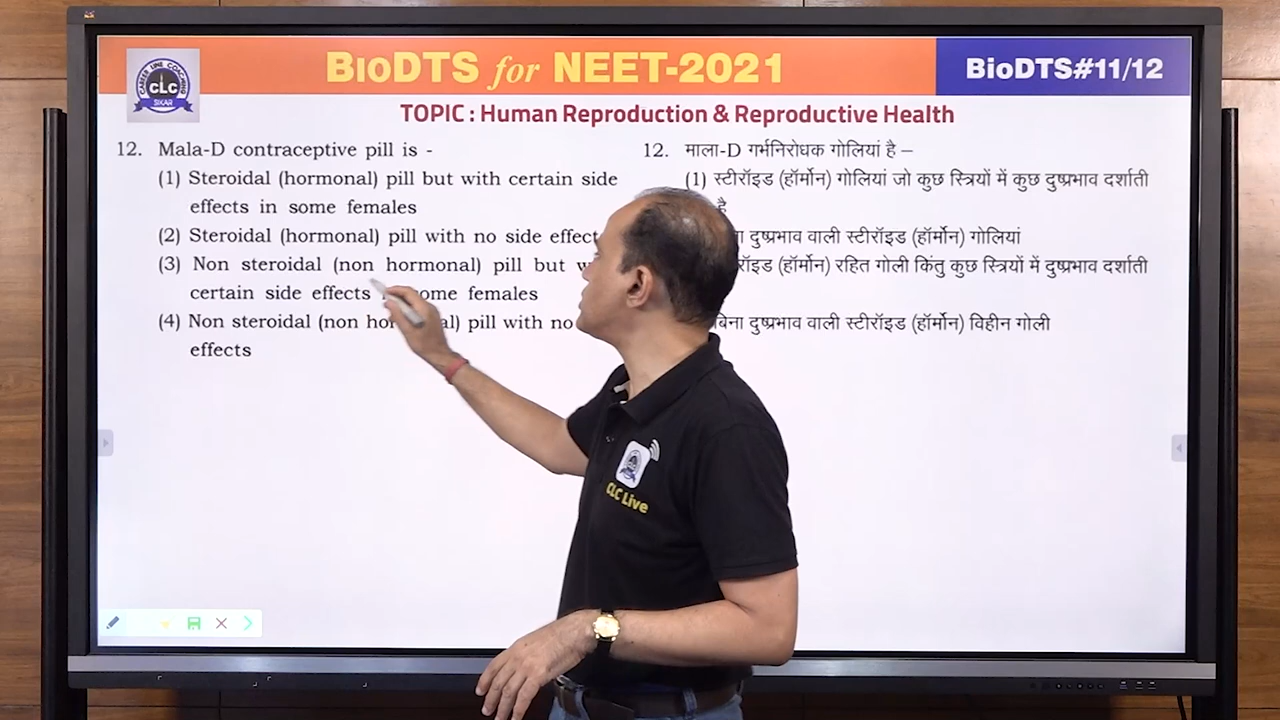 BIODTS for NEET-2021
BioDTS#11/12
CAREER LINE COACHING
CLC
SIKAR
TOPIC : Human Reproduction & Reproductive Health
12. Mala-D contraceptive pill is -
(1) Steroidal (hormonal) pill but with certain side
effects in some females
(2) Steroidal (hormonal) pill with no side effect
(3) Non steroidal (non hormonal) pill but
certain side effects some females
(4) Non steroidal (non pill with no
effects
12. माला-D गर्भनिरोधक गोलियां है –
(1) स्टीरॉइड (हॉर्मोन) गोलियां जो कुछ स्त्रियों में कुछ दुष्प्रभाव दर्शाती
है
दुष्प्रभाव वाली स्टीरॉइड (हॉर्मोन) गोलियां
(हॉर्मोन) रहित गोली किंतु कुछ स्त्रियों में दुष्प्रभाव दर्शाती
बिना दुष्प्रभाव वाली स्टीरॉइड (हॉर्मोन) विहीन गोली
CLC Live